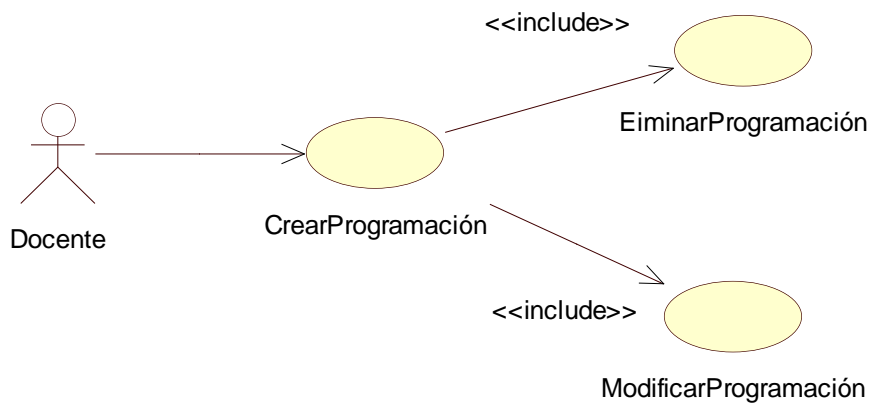 <<include>>
EiminarProgramación
Docente
CrearProgramación
<<include>>
ModificarProgramación